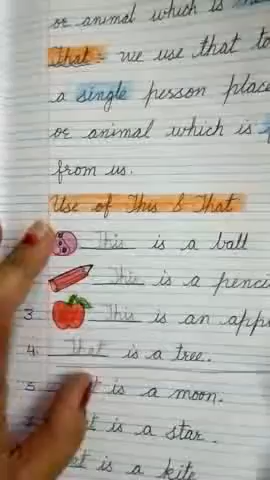 or animal which is
That :- we use that to
a single person place
or animal which is
from us.
Use of This & That
This is a ball
This is a
3. This is an
4. That is a tree.
5. is a moon.
is a star.
is a kite